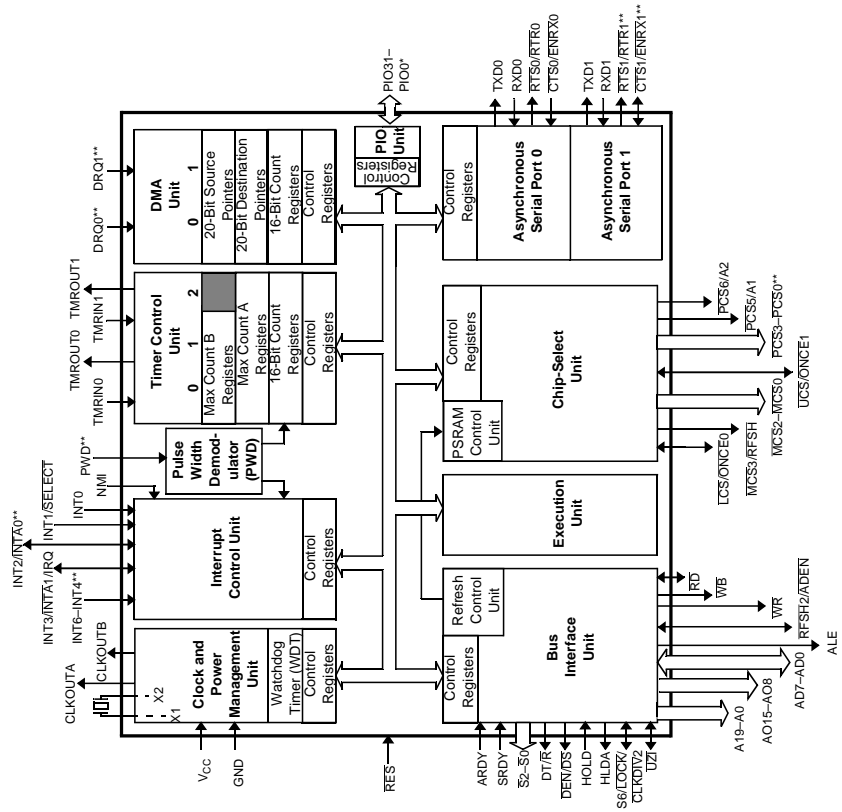 INT2/INTA0**
INT3/INTA1/IRQ
INT6–INT4**
INT1/SELECT
INT0
NMI
PWD**
TMRIN0
TMROUT0
TMRIN1
TMROUT1
DRQ0**
DRQ1**
CLKOUTA
CLKOUTB
X2
X1
VCC
GND
RES
Clock and
Power
Management
Unit
Watchdog
Timer (WDT)
Control
Registers
Interrupt
Control Unit
Control
Registers
Pulse
Width
Demod-
ulator
(PWD)
Timer Control
Unit
0 1 2
Max Count B
Registers
Max Count A
Registers
16-Bit Count
Registers
Control
Registers
DMA
Unit
0 1
20-Bit Source
Pointers
20-Bit Destination
Pointers
16-Bit Count
Registers
Control
Registers
Control
Registers
PIO
Unit
PIO31–
PIO0*
Control
Registers
Refresh
Control
Unit
Bus
Interface
Unit
Execution
Unit
PSRAM
Control
Unit
Control
Registers
Chip-Select
Unit
Control
Registers
Asynchronous
Serial Port 0
Asynchronous
Serial Port 1
TXD0
RXD0
RTS0/RTR0
CTS0/ENRX0
TXD1
RXD1
RTS1/RTR1**
CTS1/ENRX1**
ARDY
SRDY
S2–S0
DT/R
DEN/DS
HOLD
HLDA
S6/LOCK/
CLKDIV2
UZI
A19–A0
AO15–AO8
AD7–AD0
ALE
RFSH2/ADEN
WR
WB
RD
LCS/ONCE0
MCS3/RFSH
MCS2–MCS0
UCS/ONCE1
PCS3–PCS0**
PCS5/A1
PCS6/A2